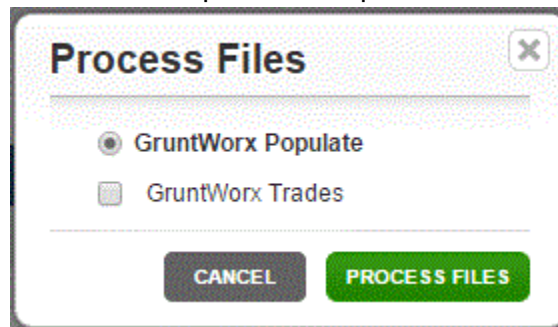 Process Files
GruntWorx Populate
GruntWorx Trades
CANCEL PROCESS FILES